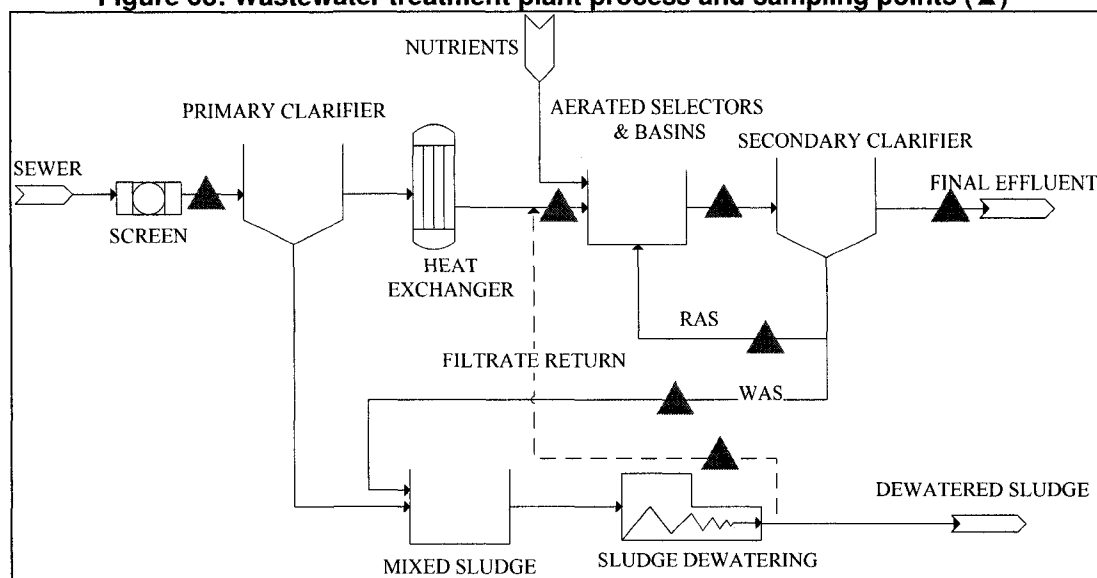 Figure 33: Wastewater treatment plant process and sampling points (▲)
NUTRIENTS
PRIMARY CLARIFIER
AERATED SELECTORS
& BASINS
SECONDARY CLARIFIER
SEWER
FINAL EFFLUENT
SCREEN
HEAT
EXCHANGER
RAS
FILTRATE RETURN
WAS
DEWATERED SLUDGE
MIXED SLUDGE
SLUDGE DEWATERING